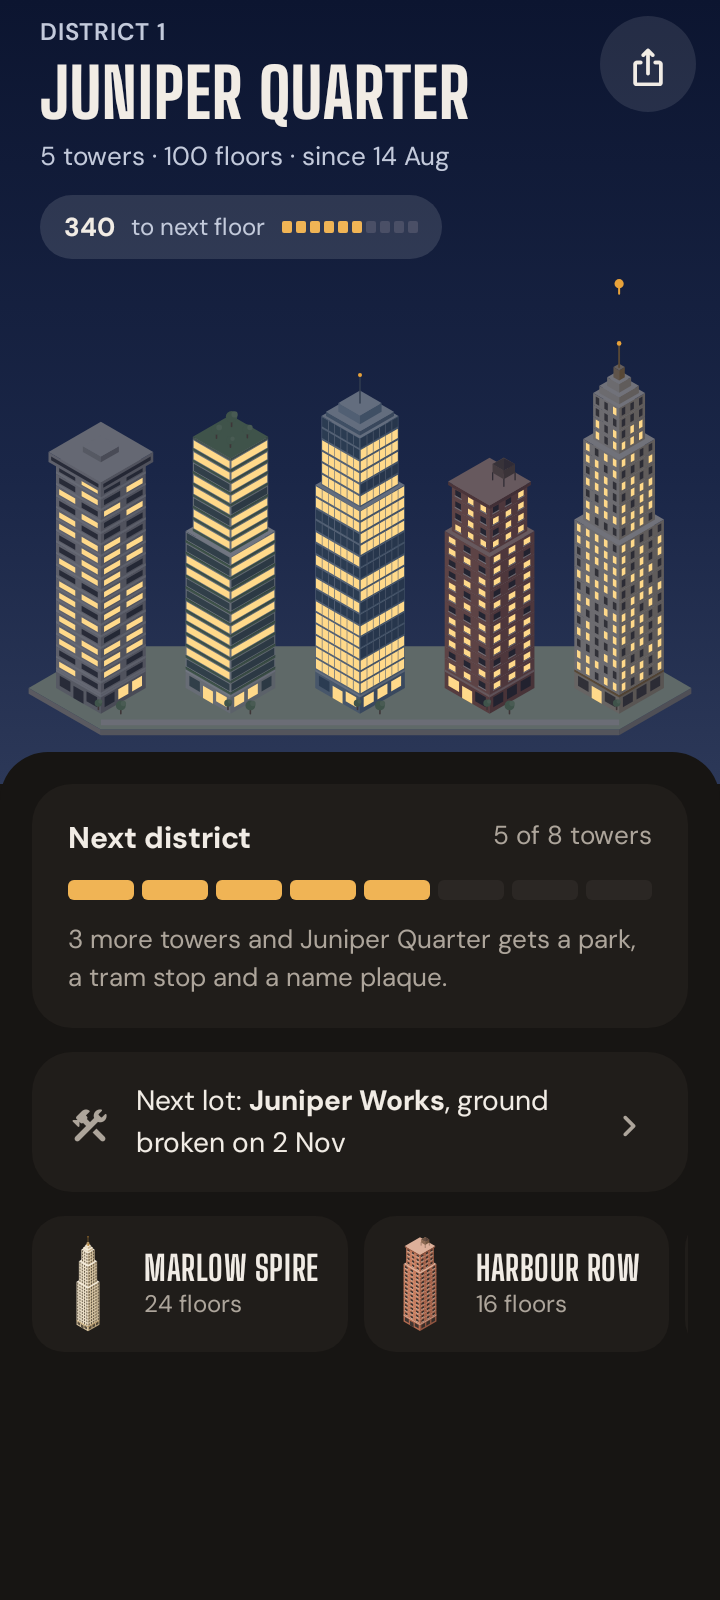 DISTRICT 1
JUNIPER QUARTER
5 towers · 100 floors · since 14 Aug
340 to next floor
Next district
5 of 8 towers
3 more towers and Juniper Quarter gets a park,
a tram stop and a name plaque.
Next lot: Juniper Works, ground
broken on 2 Nov
MARLOW SPIRE
24 floors
HARBOUR ROW
16 floors